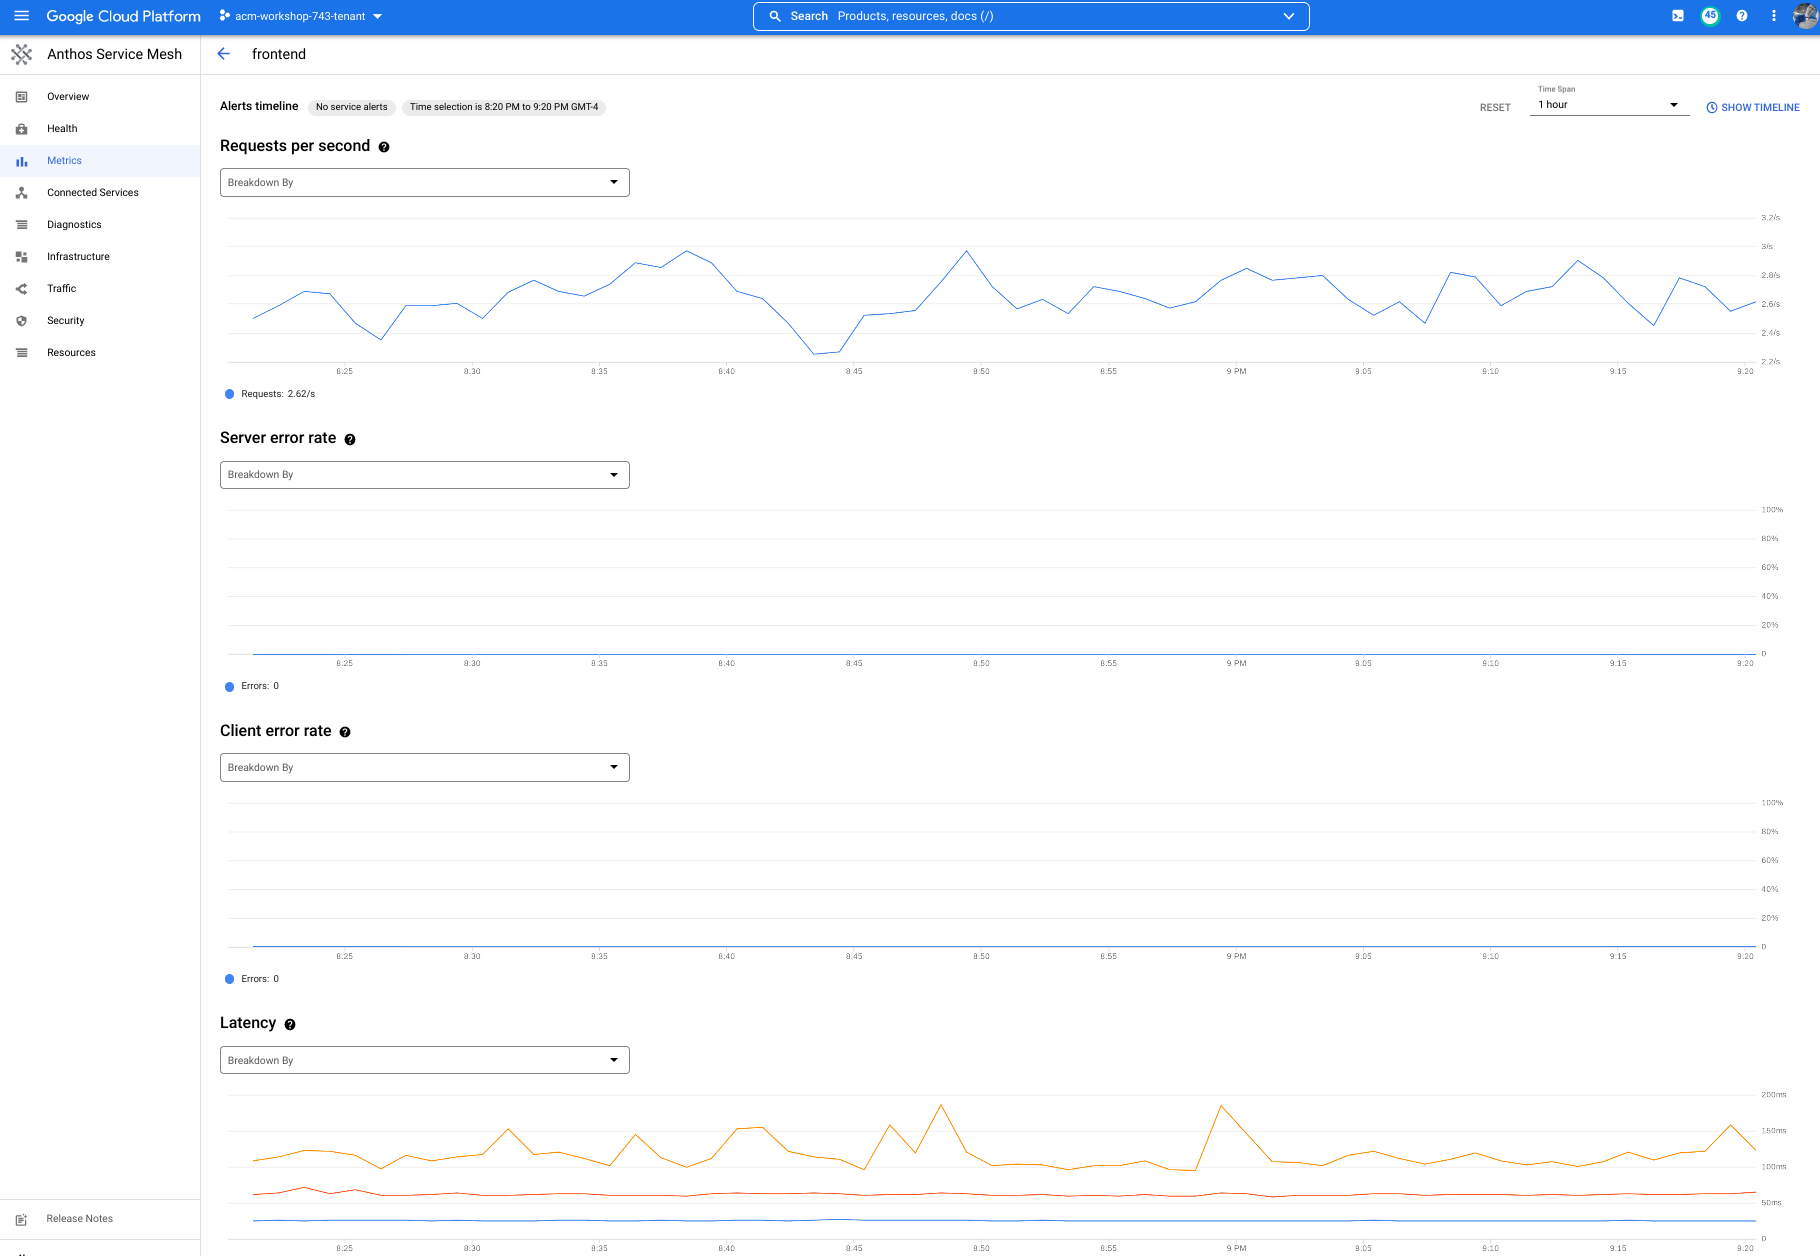 Google Cloud Platform
acm-workshop-743-tenant
Search Products, resources, docs (/)
45
Anthos Service Mesh
frontend
Overview
Health
Metrics
Connected Services
Diagnostics
Infrastructure
Traffic
Security
Resources
Release Notes
Alerts timeline
No service alerts
Time selection is 8:20 PM to 9:20 PM GMT-4
RESET
Time Span
1 hour
SHOW TIMELINE
Requests per second
Breakdown By
3.2/s
3/s
2.8/s
2.6/s
2.4/s
2.2/s
8:25 8:30 8:35 8:40 8:45 8:50 8:55 9 PM 9:05 9:10 9:15 9:20
Requests: 2.62/s
Server error rate
Breakdown By
100%
80%
60%
40%
20%
0
8:25 8:30 8:35 8:40 8:45 8:50 8:55 9 PM 9:05 9:10 9:15 9:20
Errors: 0
Client error rate
Breakdown By
100%
80%
60%
40%
20%
0
8:25 8:30 8:35 8:40 8:45 8:50 8:55 9 PM 9:05 9:10 9:15 9:20
Errors: 0
Latency
Breakdown By
200ms
150ms
100ms
50ms
0
8:25 8:30 8:35 8:40 8:45 8:50 8:55 9 PM 9:05 9:10 9:15 9:20